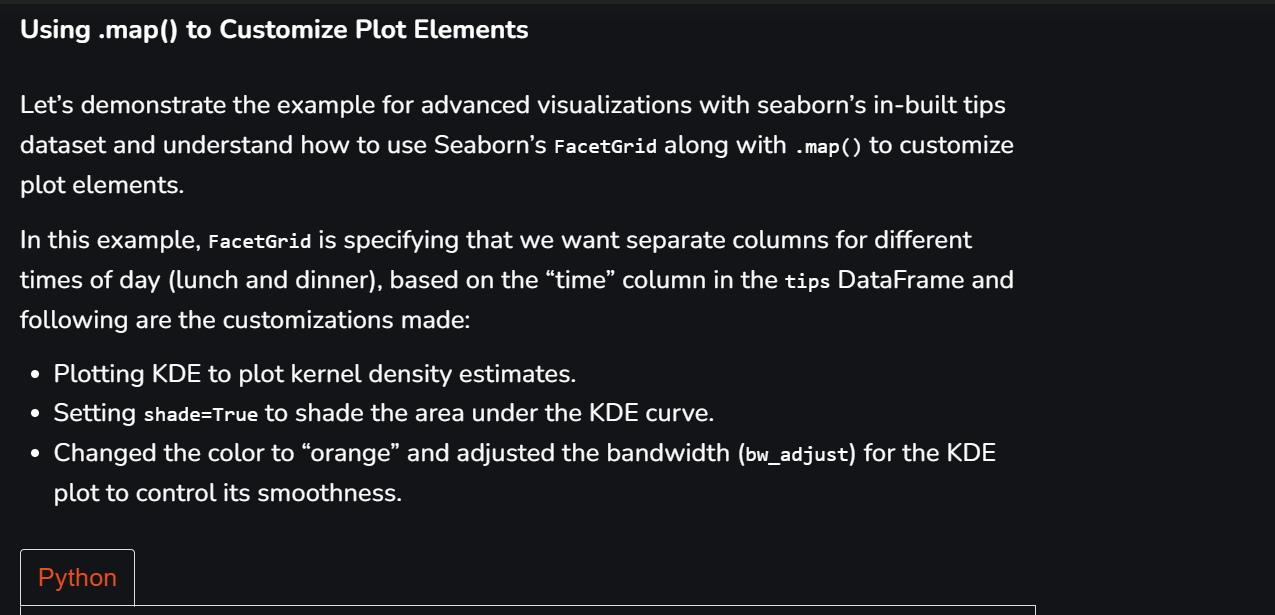 Using .map() to Customize Plot Elements
Let’s demonstrate the example for advanced visualizations with seaborn’s in-built tips
dataset and understand how to use Seaborn’s FacetGrid along with .map() to customize
plot elements.
In this example, FacetGrid is specifying that we want separate columns for different
times of day (lunch and dinner), based on the “time” column in the tips DataFrame and
following are the customizations made:
• Plotting KDE to plot kernel density estimates.
• Setting shade=True to shade the area under the KDE curve.
• Changed the color to “orange” and adjusted the bandwidth (bw_adjust) for the KDE
plot to control its smoothness.
Python